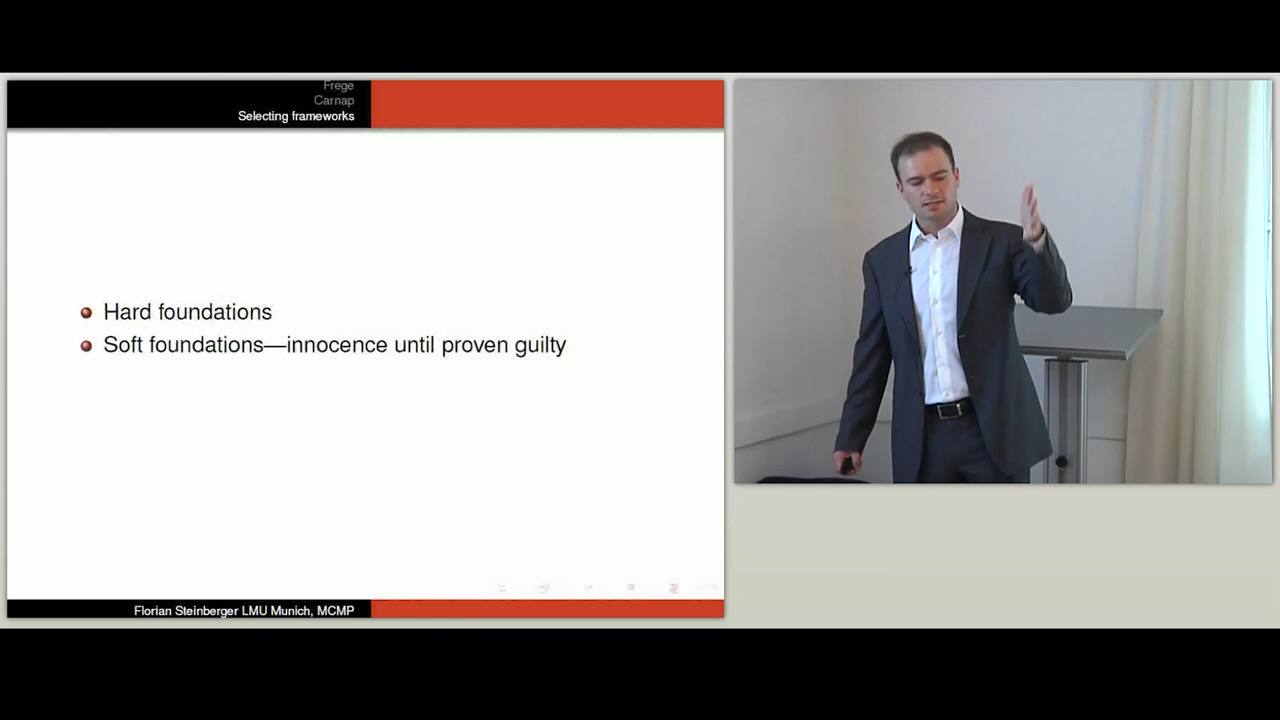 Frege
Carnap
Selecting frameworks
Hard foundations
Soft foundations—innocence until proven guilty
Florian Steinberger LMU Munich, MCMP